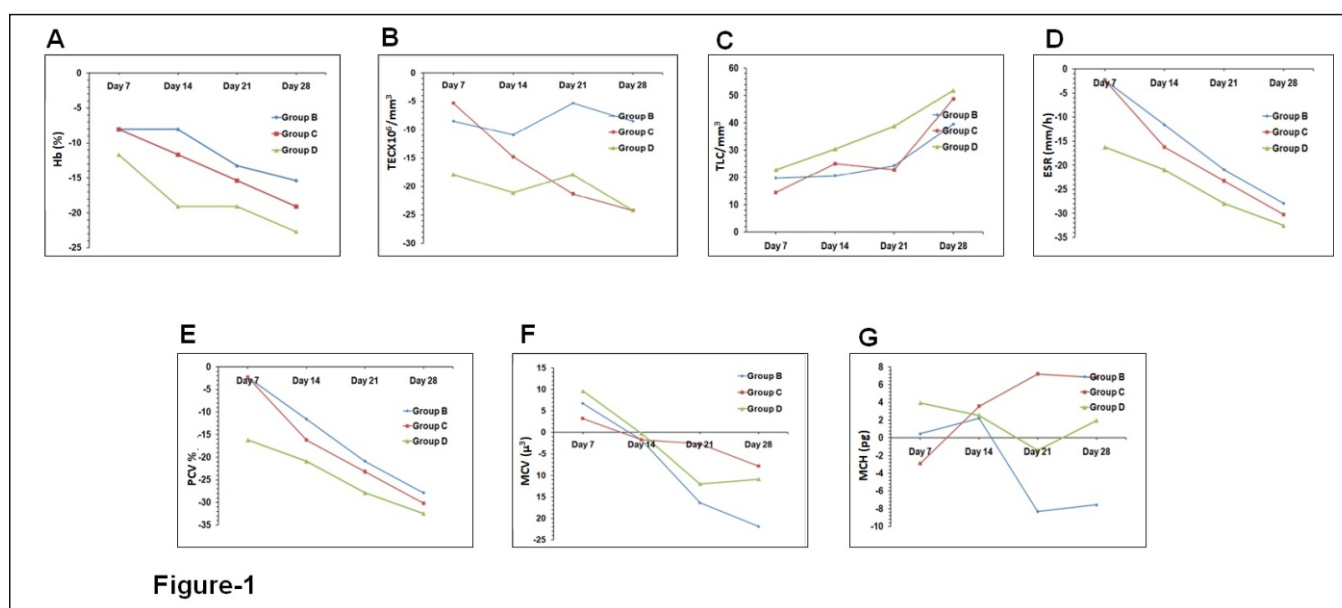 A
Hb (%)
0
-5
-10
-15
-20
-25
Day 7 Day 14 Day 21 Day 28
Group B
Group C
Group D
B
TECX10⁶/mm³
0
-5
-10
-15
-20
-25
-30
Day 7 Day 14 Day 21 Day 28
Group B
Group C
Group D
C
TLC/mm³
60
50
40
30
20
10
0
Day 7 Day 14 Day 21 Day 28
Group B
Group C
Group D
D
ESR (mm/h)
0
-5
-10
-15
-20
-25
-30
-35
Day 7 Day 14 Day 21 Day 28
Group B
Group C
Group D
E
PCV %
0
-5
-10
-15
-20
-25
-30
-35
Day 7 Day 14 Day 21 Day 28
Group B
Group C
Group D
F
MCV (µ³)
15
10
5
0
5
10
15
20
-25
Day 7 Day 14 Day 21 Day 28
Group B
Group C
Group D
G
MCH (pg)
8
6
4
2
0
-2
-4
-6
-8
-10
Day 7 Day 14 Day 21 Day 28
Group B
Group C
Group D
Figure-1